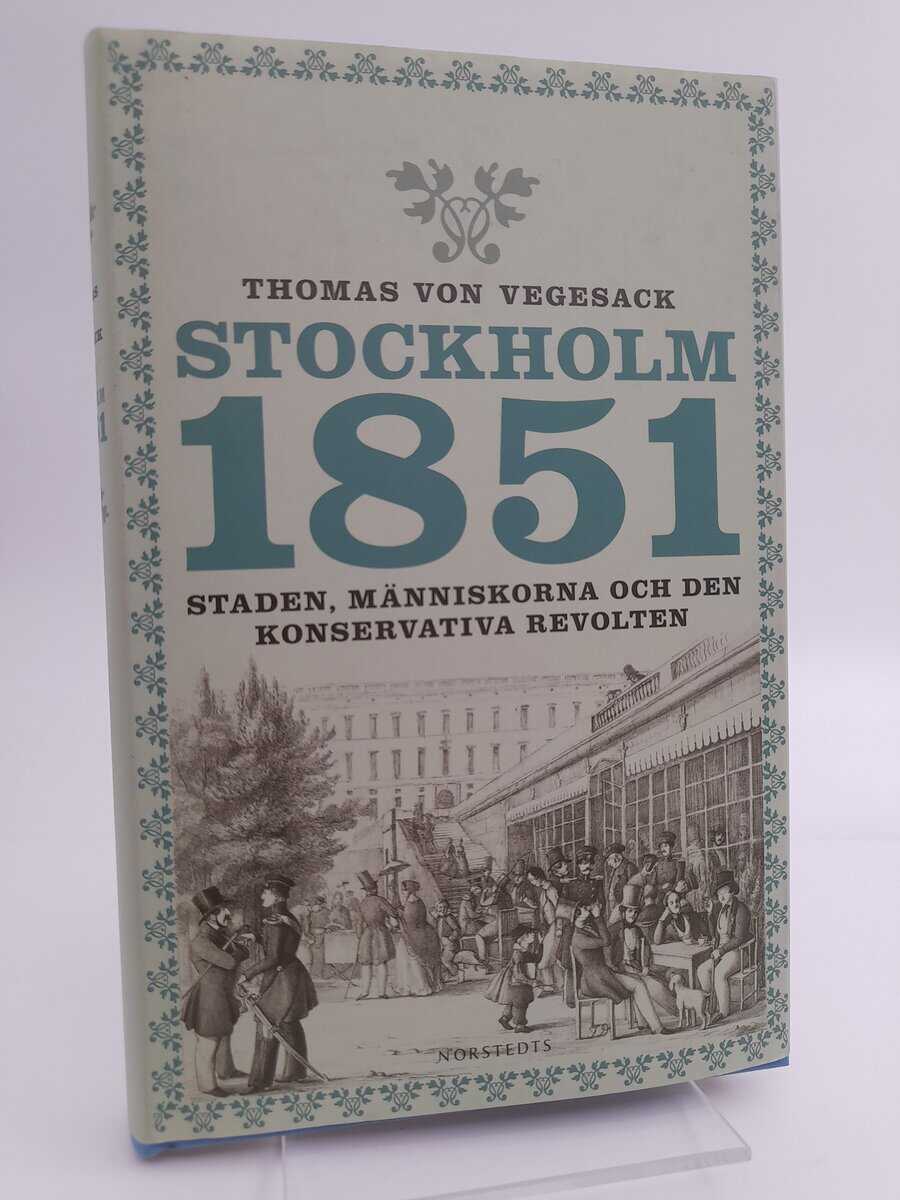 THOMAS VON VEGESACK
STOCKHOLM
1851
STADEN, MÄNNISKORNA OCH DEN
KONSERVATIVA REVOLTEN
NORSTEDTS